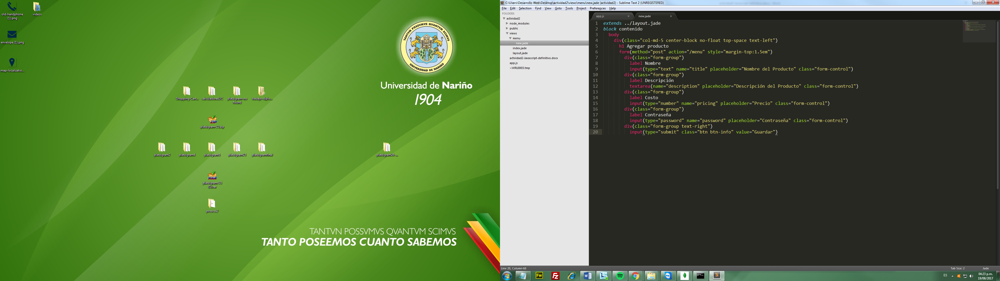 old-handphone
(1).png
videos
envelope (1).png
map-localizatio...
TANTVM POSSVMVS QVANTVM SCIMVS
UNIVERSIDAD DE NARIÑO
Universidad de Nariño
1904
Shopping-Cart...
calculadorasUC
platzigram-no
found
trabajo-diplo...
ZIP
platzigram-23.zip
platzigram2
platzigram4
platzigram5
platzigram23
platzigramfinal
platzigram26-...
RAR
platzigram-15
(1).rar
posscss2
TANTVN POSSVMVS QVANTVM SCIMVS
TANTO POSEEMOS CUANTO SABEMOS
C:\Users\Desarrollo Web\Desktop\actividad2\views\menu\new.jade (actividad2) - Sublime Text 2 (UNREGISTERED)
File Edit Selection Find View Goto Tools Project Preferences Help
FOLDERS
actividad2
node_modules
public
views
menu
new.jade
index.jade
layout.jade
actividad2-Javascript-definitivo.docx
app.js
~WRL0003.tmp
app.js
new.jade
1 extends ../layout.jade
2 block contenido
3 body
4 div(class="col-md-5 center-block no-float top-space text-left")
5 h1 Agregar producto
6 form(method="post" action="/menu" style="margin-top:1.5em")
7 div(class="form-group")
8 label Nombre
9 input(type="text" name="title" placeholder="Nombre del Producto" class="form-control")
10 div(class="form-group")
11 label Descripción
12 textarea(name="description" placeholder="Descripción del Producto" class="form-control")
13 div(class="form-group")
14 label Costo
15 input(type="number" name="pricing" placeholder="Precio" class="form-control")
16 div(class="form-group")
17 label Contraseña
18 input(type="password" name="password" placeholder="Contraseña" class="form-control")
19 div(class="form-group text-right")
20 input(type="submit" class="btn btn-info" value="Guardar")
Line 20, Column 68
Tab Size: 2
Jade
Fw
Fz
ES
04:23 p.m.
19/08/2017